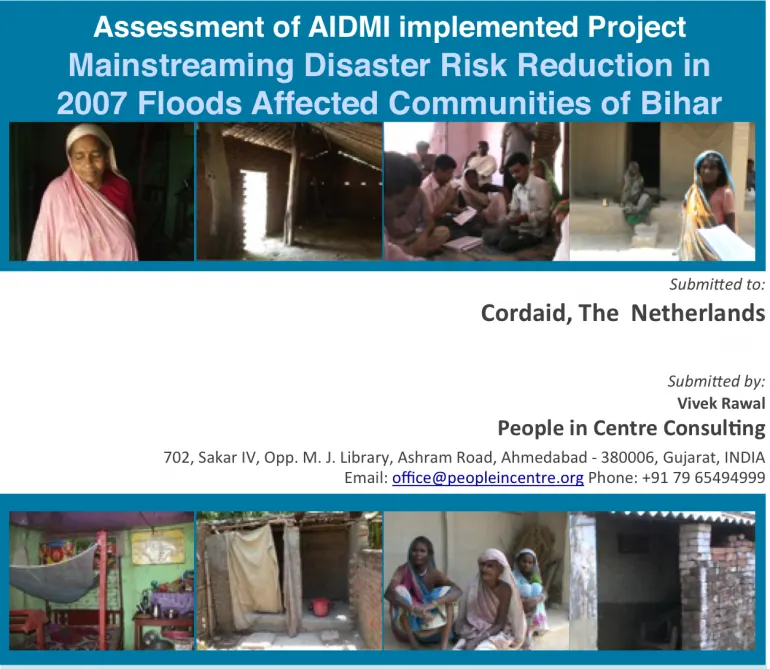 Assessment of AIDMI implemented Project
Mainstreaming Disaster Risk Reduction in
2007 Floods Affected Communities of Bihar
Submitted to:
Cordaid, The Netherlands
Submitted by:
Vivek Rawal
People in Centre Consulting
702, Sakar IV, Opp. M. J. Library, Ashram Road, Ahmedabad - 380006, Gujarat, INDIA
Email: office@peopleincentre.org Phone: +91 79 65494999